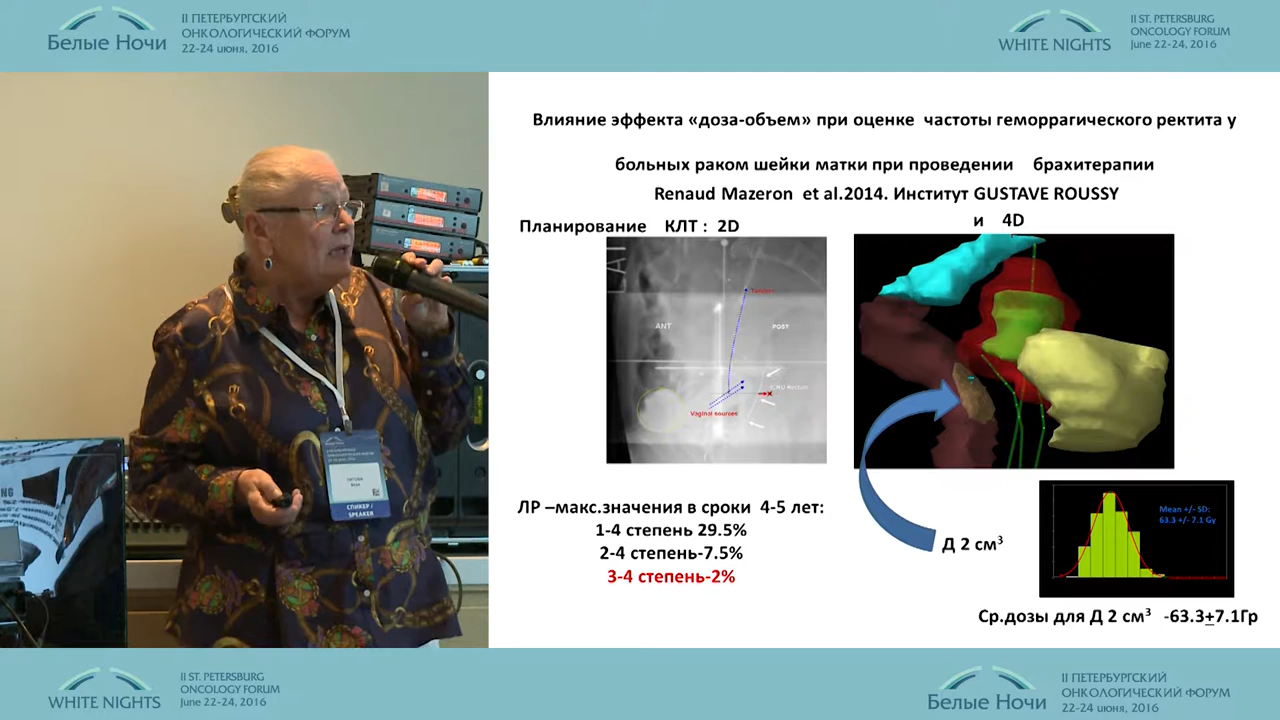 Белые Ночи
II ПЕТЕРБУРГСКИЙ
ОНКОЛОГИЧЕСКИЙ ФОРУМ
22-24 июня, 2016
WHITE NIGHTS
II ST. PETERSBURG
ONCOLOGY FORUM
June 22-24, 2016
Влияние эффекта «доза-объем» при оценке частоты геморрагического ректита у
больных раком шейки матки при проведении брахитерапии
Renaud Mazeron et al.2014. Институт GUSTAVE ROUSSY
Планирование КЛТ : 2D
и 4D
Tandem
ANT
POST
Vaginal sources
ЛР –макс.значения в сроки 4-5 лет:
1-4 степень 29.5%
2-4 степень-7.5%
3-4 степень-2%
Д 2 см³
Mean +/- SD:
63.3 +/- 7.1 Gy
Ср.дозы для Д 2 см³ -63.3+7.1Гр
Белые Ночи
СПИКЕР /
SPEAKER
WHITE NIGHTS
II ST. PETERSBURG
ONCOLOGY FORUM
June 22-24, 2016
Белые Ночи
II ПЕТЕРБУРГСКИЙ
ОНКОЛОГИЧЕСКИЙ ФОРУМ
22-24 июня, 2016